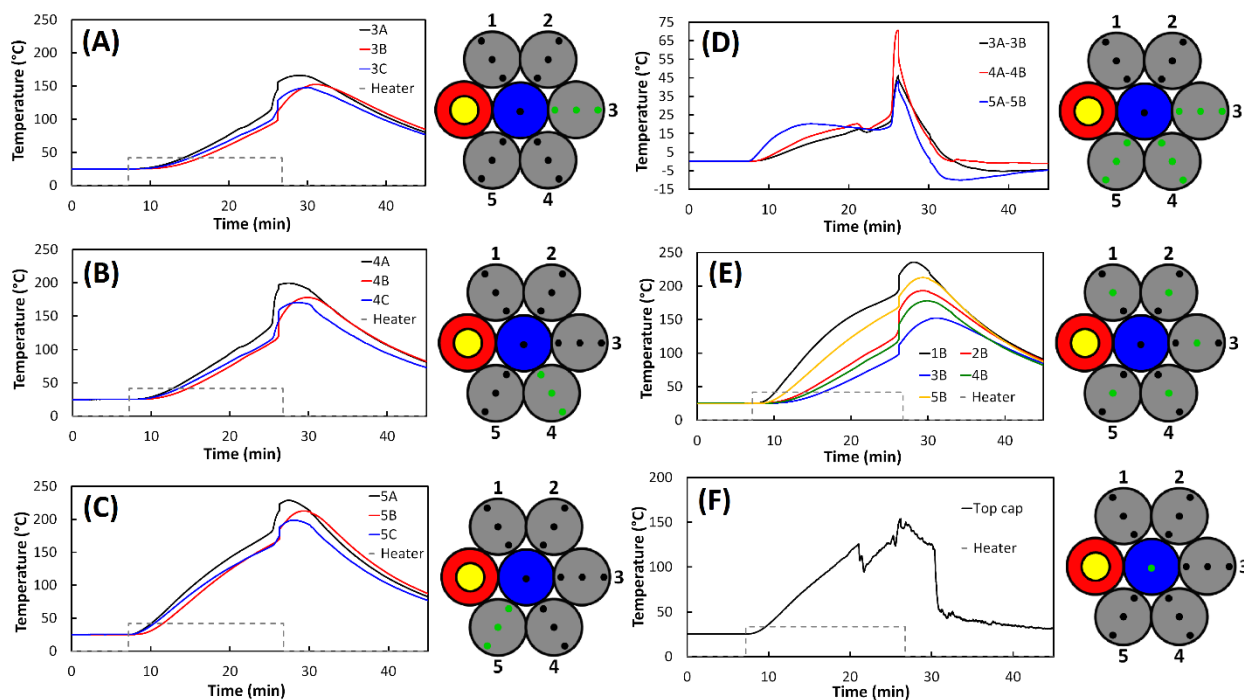 (A)
Temperature (°C)
250
200
150
100
50
0
0 10 20 30 40
Time (min)
3A
3B
3C
Heater
1 2
3
5 4
(B)
Temperature (°C)
250
200
150
100
50
0
0 10 20 30 40
Time (min)
4A
4B
4C
Heater
1 2
3
5 4
(C)
Temperature (°C)
250
200
150
100
50
0
0 10 20 30 40
Time (min)
5A
5B
5C
Heater
1 2
3
5 4
(D)
Temperature (°C)
75
65
55
45
35
25
15
5
-5
-15
0 10 20 30 40
Time (min)
3A-3B
4A-4B
5A-5B
1 2
3
5 4
(E)
Temperature (°C)
250
200
150
100
50
0
0 10 20 30 40
Time (min)
1B 2B
3B 4B
5B Heater
1 2
3
5 4
(F)
Temperature (°C)
200
150
100
50
0
0 10 20 30 40
Time (min)
Top cap
Heater
1 2
3
5 4